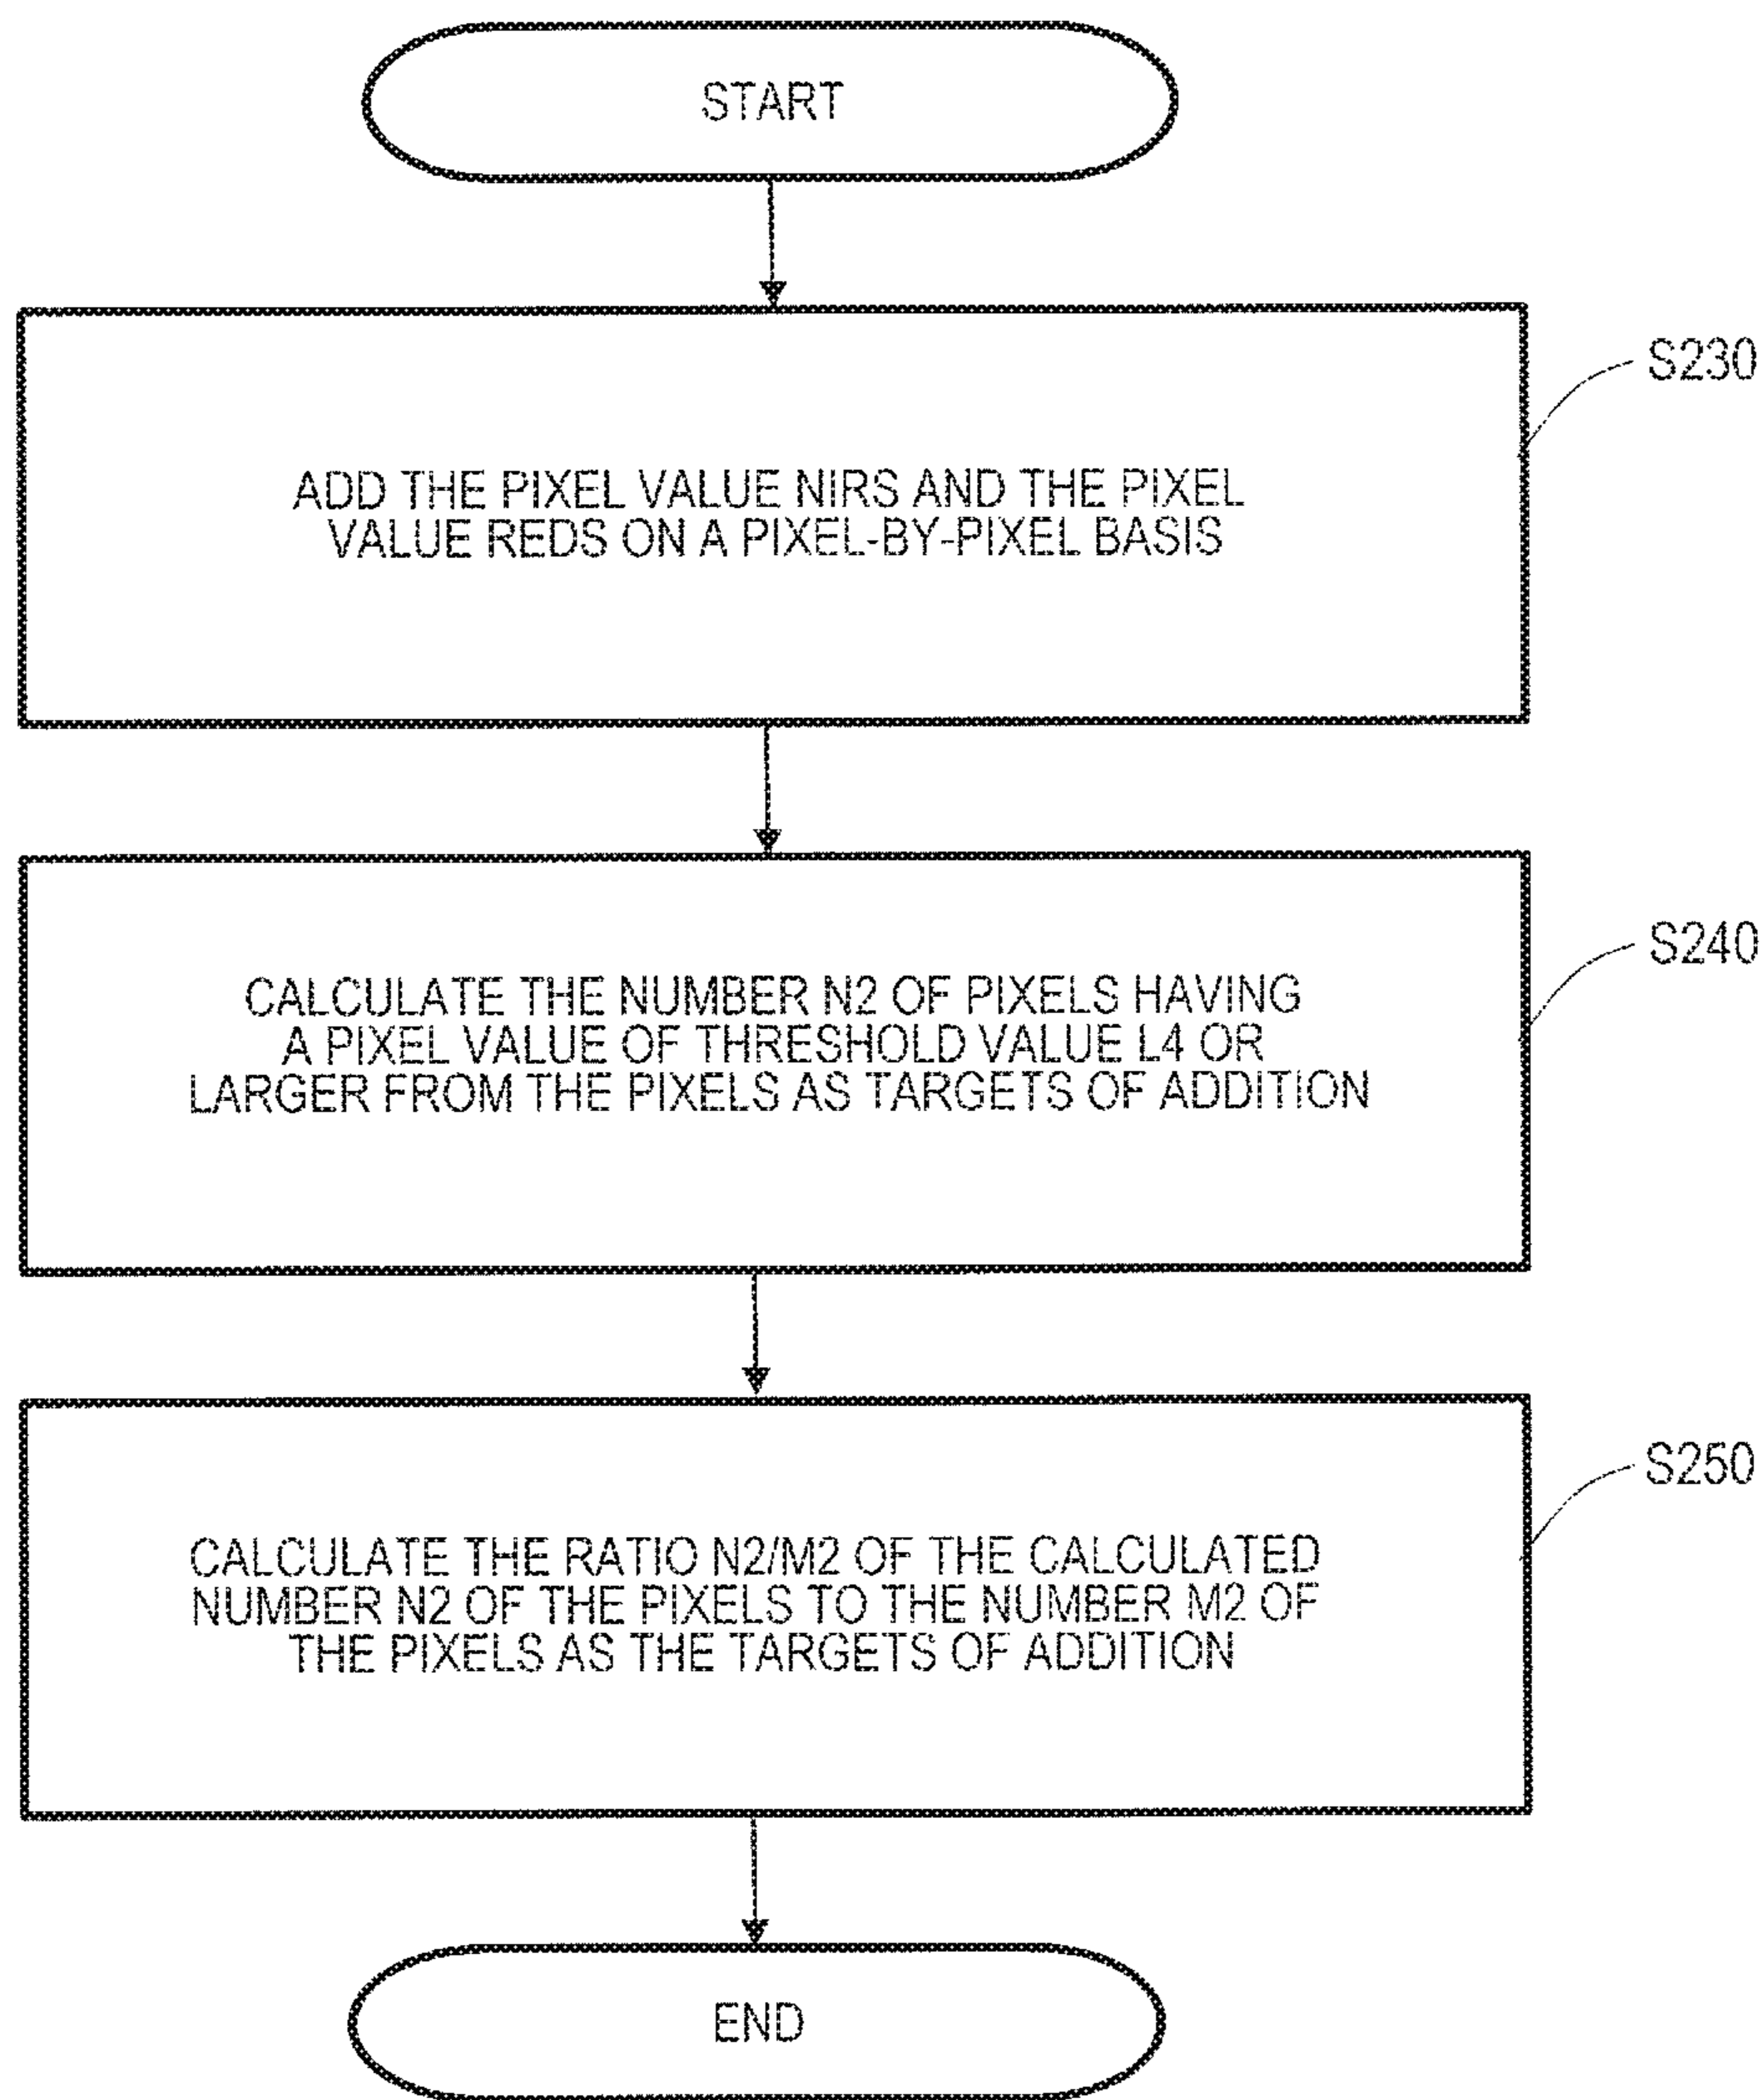 START
S230
ADD THE PIXEL VALUE NIRS AND THE PIXEL
VALUE REDS ON A PIXEL-BY-PIXEL BASIS
S240
CALCULATE THE NUMBER N2 OF PIXELS HAVING
A PIXEL VALUE OF THRESHOLD VALUE L4 OR
LARGER FROM THE PIXELS AS TARGETS OF ADDITION
S250
CALCULATE THE RATIO N2/M2 OF THE CALCULATED
NUMBER N2 OF THE PIXELS TO THE NUMBER M2 OF
THE PIXELS AS THE TARGETS OF ADDITION
END